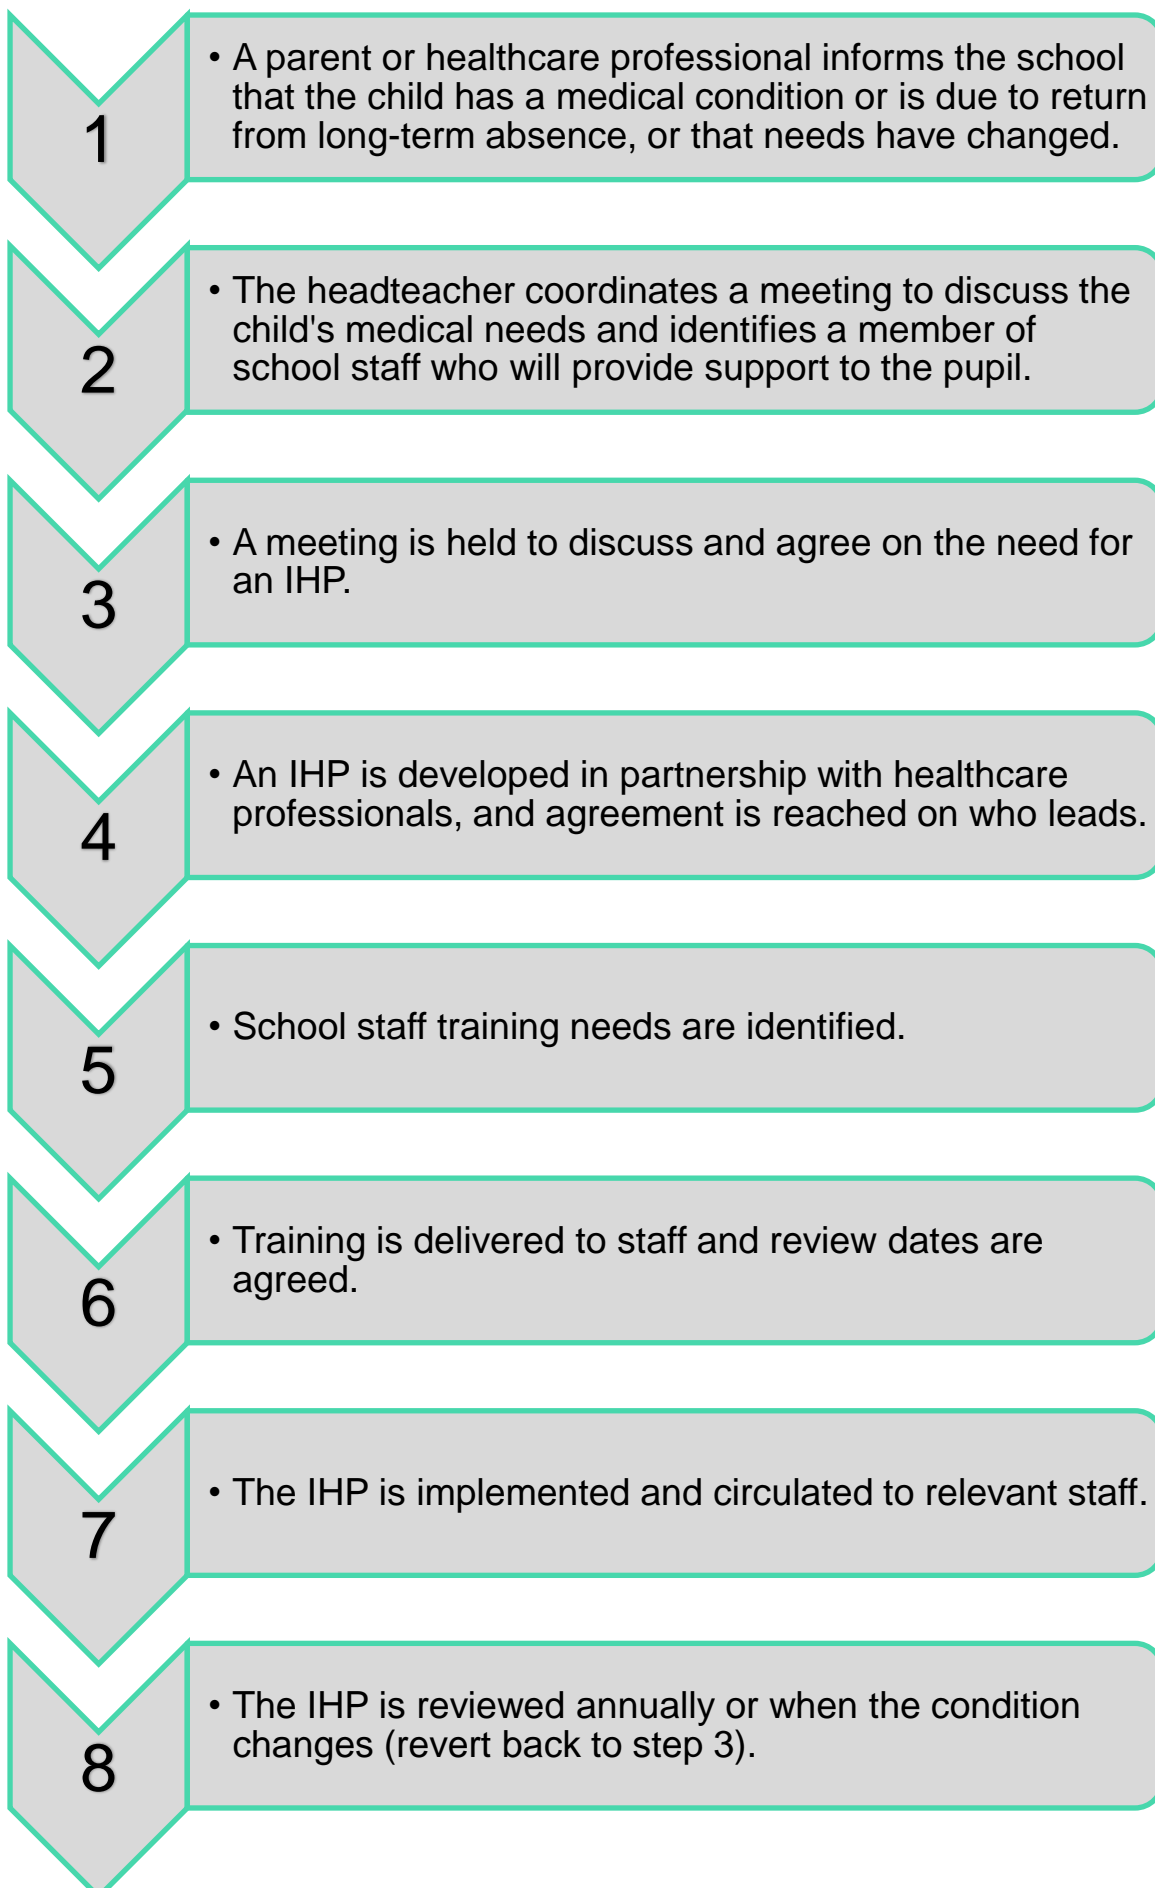 1
• A parent or healthcare professional informs the school
that the child has a medical condition or is due to return
from long-term absence, or that needs have changed.
2
• The headteacher coordinates a meeting to discuss the
child's medical needs and identifies a member of
school staff who will provide support to the pupil.
3
• A meeting is held to discuss and agree on the need for
an IHP.
4
• An IHP is developed in partnership with healthcare
professionals, and agreement is reached on who leads.
5
• School staff training needs are identified.
6
• Training is delivered to staff and review dates are
agreed.
7
• The IHP is implemented and circulated to relevant staff.
8
• The IHP is reviewed annually or when the condition
changes (revert back to step 3).